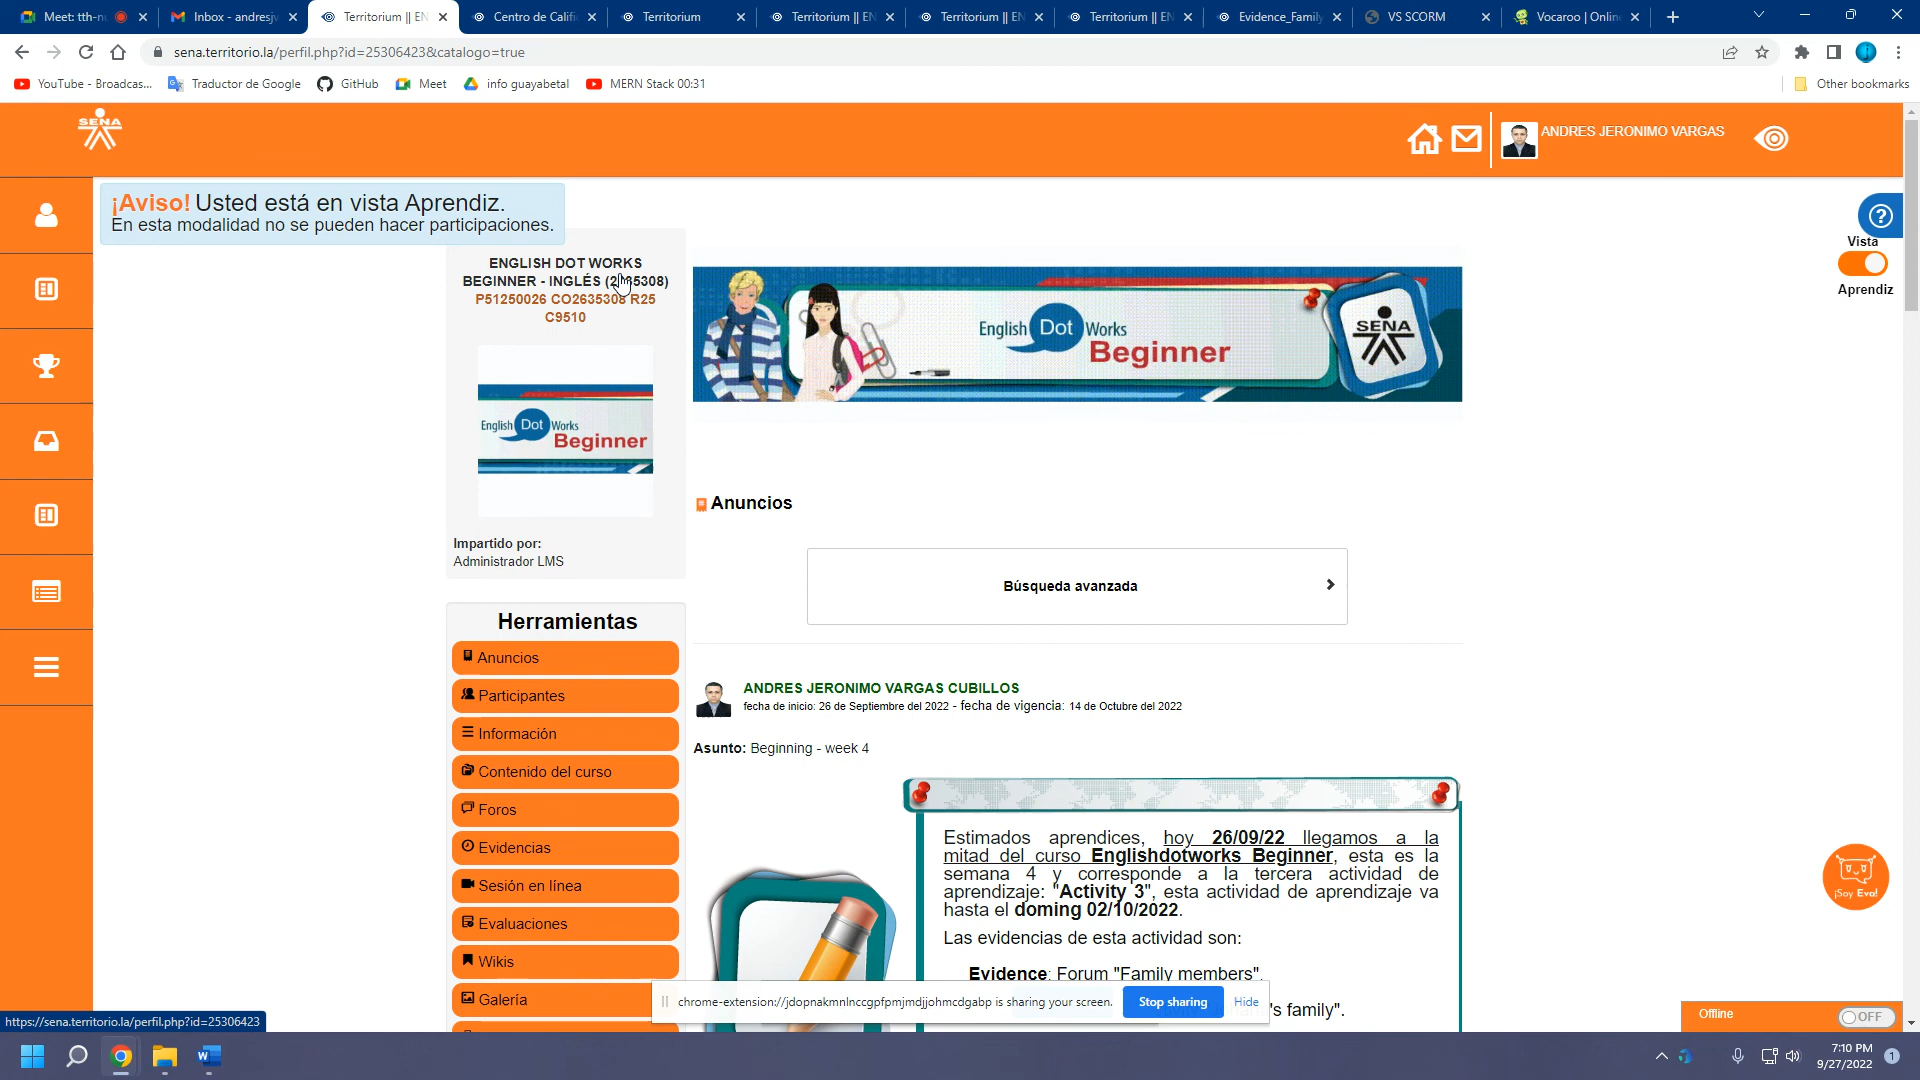 Meet: tth-n
Inbox - andresj
Territorium || EN
Centro de Califi
Territorium
Territorium || EN
Territorium || EN
Territorium || EN
Evidence_Family
VS SCORM
Vocaroo | Onlin
sena.territorio.la/perfil.php?id=25306423&catalogo=true
YouTube - Broadcas...
Traductor de Google
GitHub
Meet
info guayabetal
MERN Stack 00:31
Other bookmarks
SENA
ANDRES JERONIMO VARGAS
¡Aviso! Usted está en vista Aprendiz.
En esta modalidad no se pueden hacer participaciones.
?
Vista
Aprendiz
ENGLISH DOT WORKS
BEGINNER - INGLÉS (2635308)
P51250026 CO2635308 R25
C9510
English Dot Works
Beginner
SENA
English Dot Works
Beginner
Impartido por:
Administrador LMS
Anuncios
Búsqueda avanzada
Herramientas
Anuncios
Participantes
Información
Contenido del curso
Foros
Evidencias
Sesión en línea
Evaluaciones
Wikis
Galería
ANDRES JERONIMO VARGAS CUBILLOS
fecha de inicio: 26 de Septiembre del 2022 - fecha de vigencia: 14 de Octubre del 2022
Asunto: Beginning - week 4
Estimados aprendices, hoy 26/09/22 llegamos a la
mitad del curso Englishdotworks Beginner, esta es la
semana 4 y corresponde a la tercera actividad de
aprendizaje: "Activity 3", esta actividad de aprendizaje va
hasta el doming 02/10/2022.
Las evidencias de esta actividad son:
Evidence: Forum "Family members".
's family".
¡Soy Eva!
chrome-extension://jdopnakmnlnccgpfpmjmdjjohmcdgabp is sharing your screen.
Stop sharing
Hide
Offline
OFF
https://sena.territorio.la/perfil.php?id=25306423
7:10 PM
9/27/2022
1